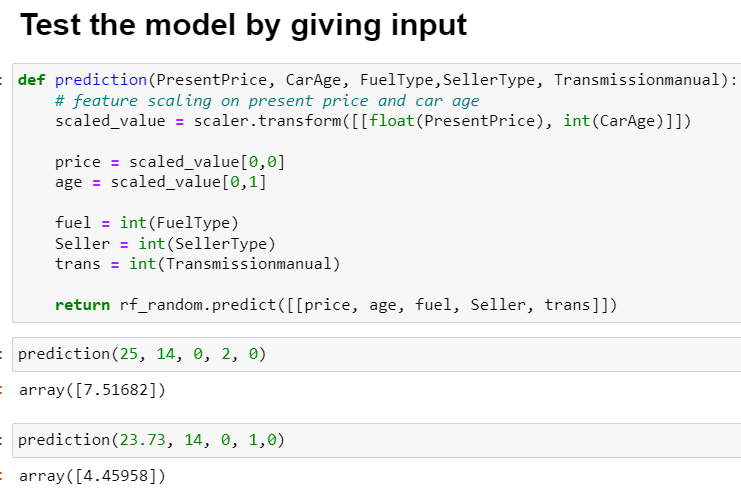 Test the model by giving input
: def prediction(PresentPrice, CarAge, FuelType,SellerType, Transmissionmanual):
# feature scaling on present price and car age
scaled_value = scaler.transform([[float(PresentPrice), int(CarAge)]])
price = scaled_value[0,0]
age = scaled_value[0,1]
fuel = int(FuelType)
Seller = int(SellerType)
trans = int(Transmissionmanual)
return rf_random.predict([[price, age, fuel, Seller, trans]])
: prediction(25, 14, 0, 2, 0)
: array([7.51682])
: prediction(23.73, 14, 0, 1,0)
: array([4.45958])